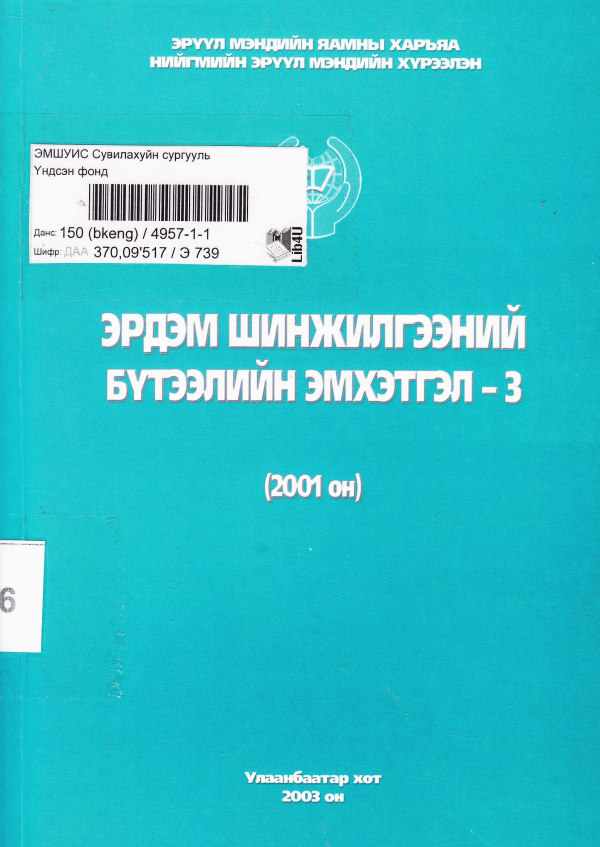 ЭРҮҮЛ МЭНДИЙН ЯАМНЫ ХАРЪЯА
НИЙГМИЙН ЭРҮҮЛ МЭНДИЙН ХҮРЭЭЛЭН
ЭМШУИС Сувилахуйн сургууль
Үндсэн фонд
Данс: 150 (bkeng) / 4957-1-1
Шифр: ДАА 370,09'517 / Э 739
Lib4U
ЭРДЭМ ШИНЖИЛГЭЭНИЙ
БҮТЭЭЛИЙН ЭМХЭТГЭЛ – 3
(2001 он)
6
Улаанбаатар хот
2003 он